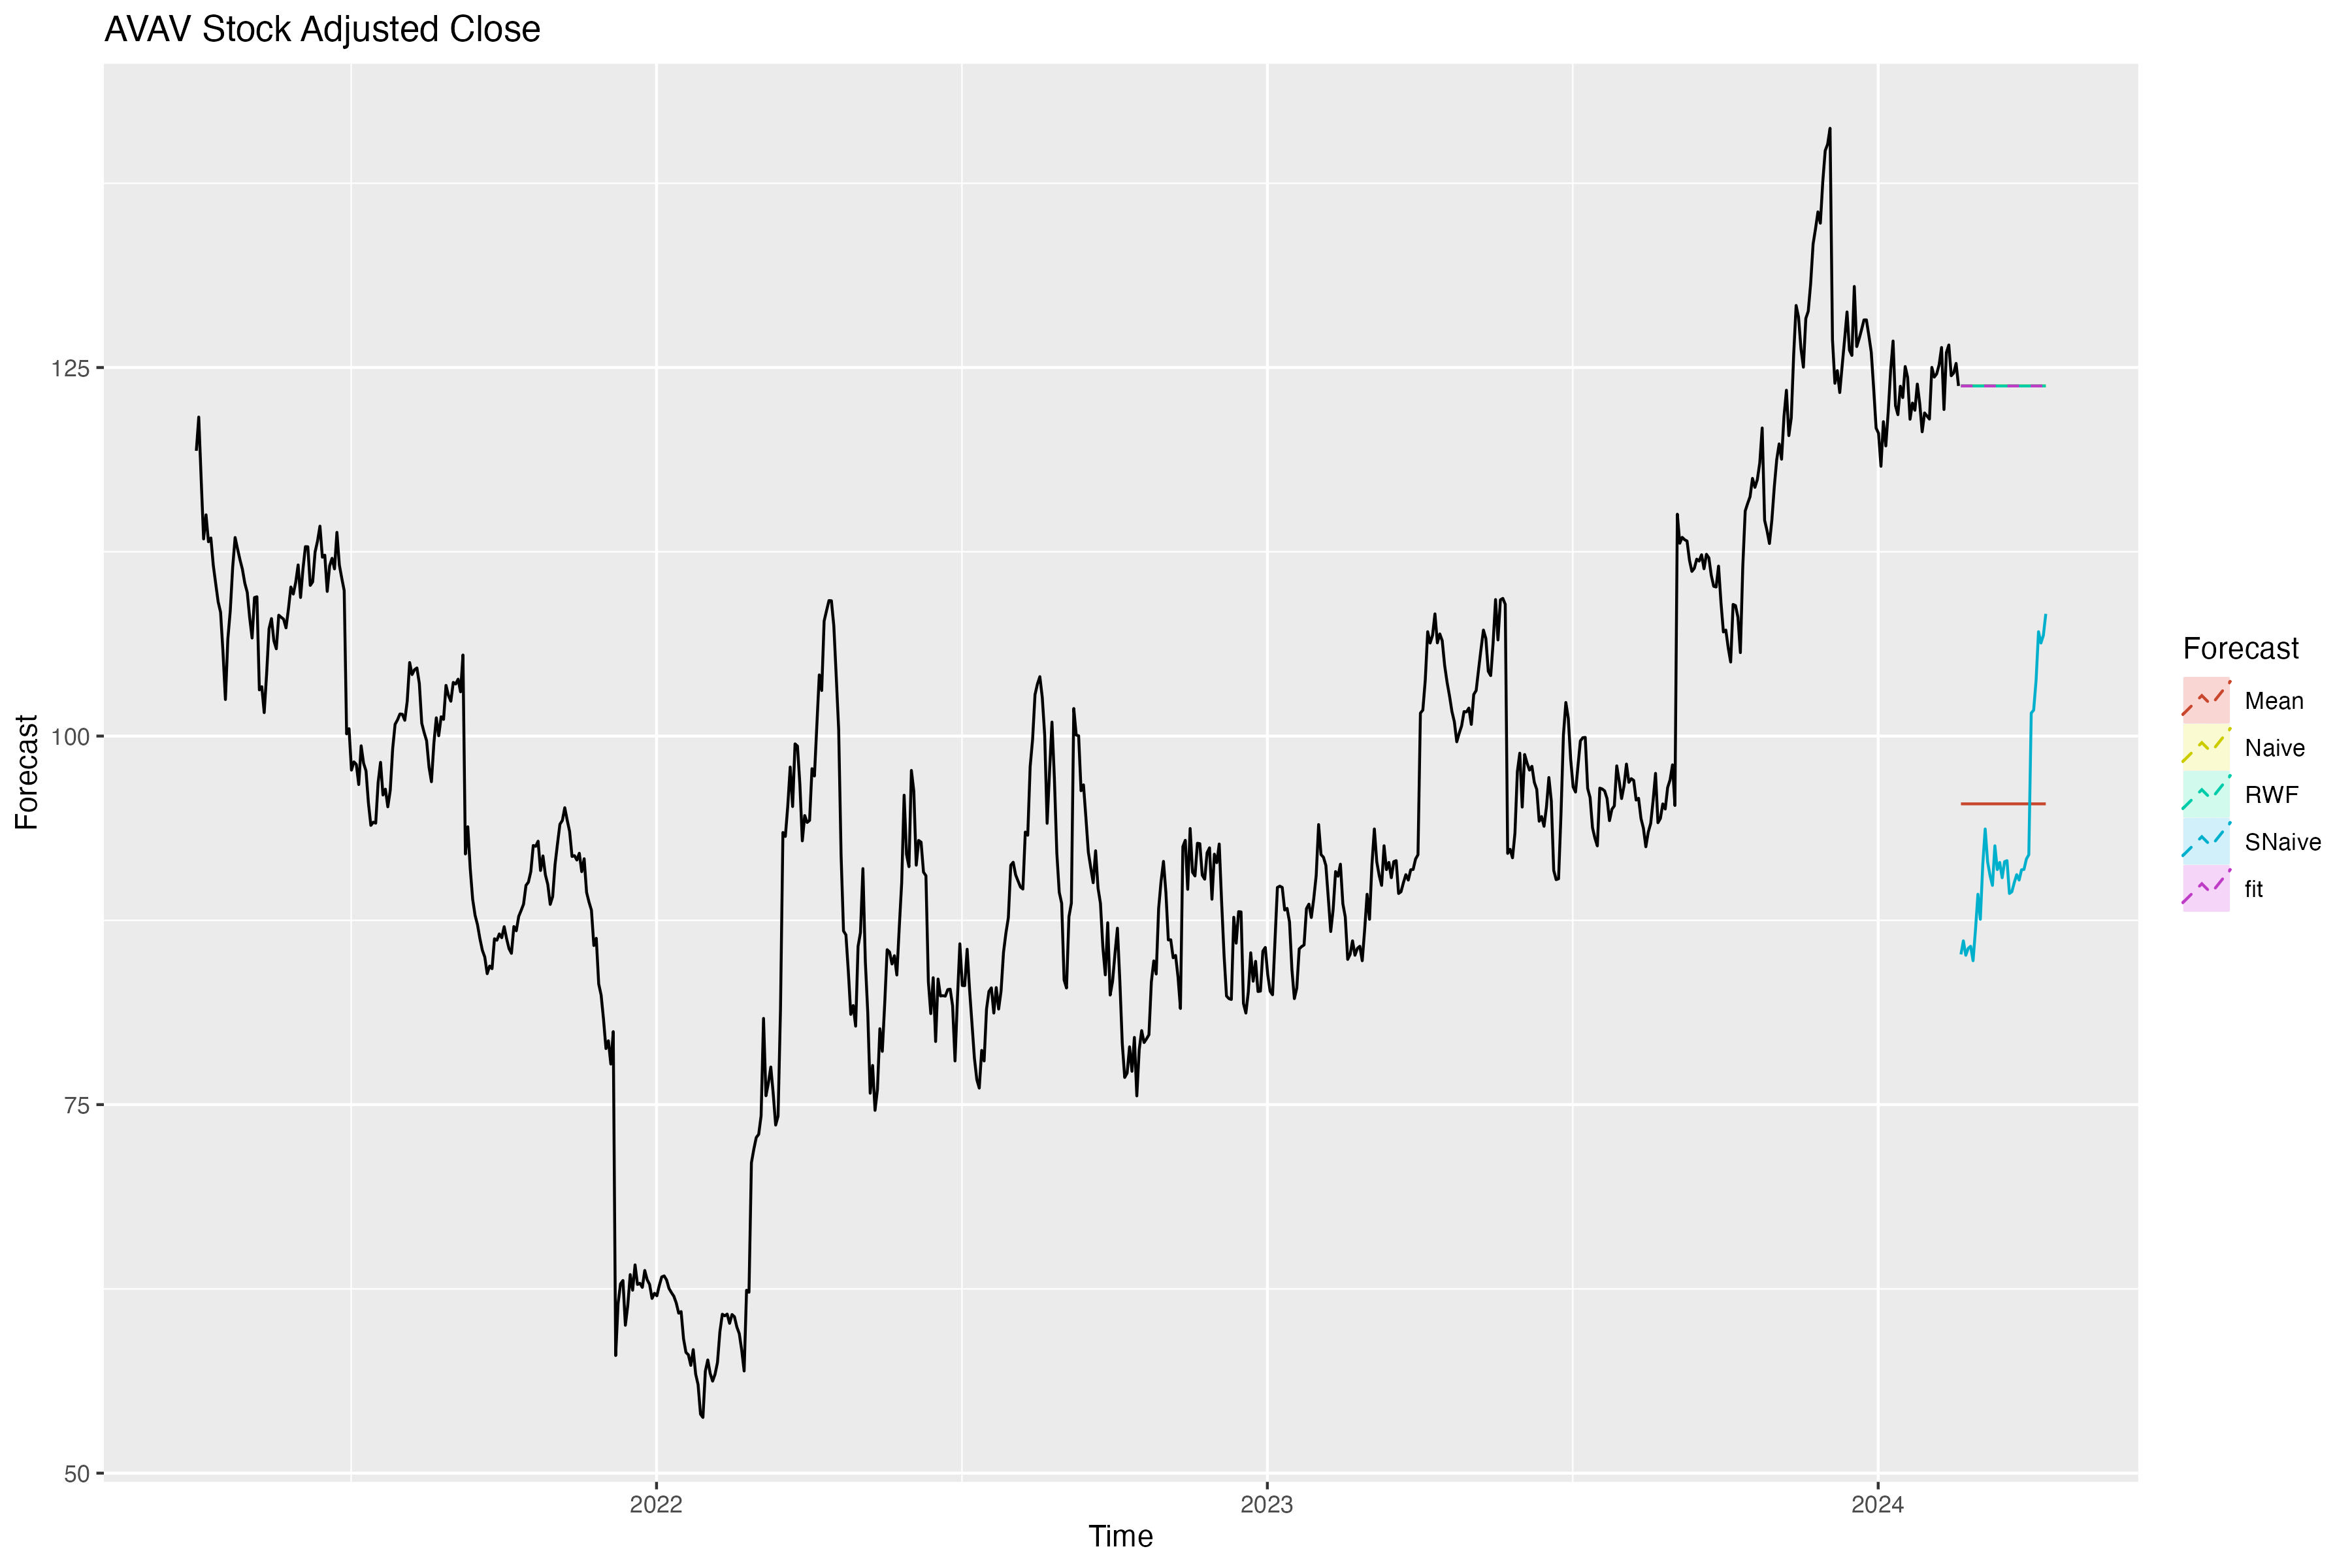 AVAV Stock Adjusted Close
125
100
75
50
Forecast
2022
2023
2024
Time
Forecast
Mean
Naive
RWF
SNaive
fit